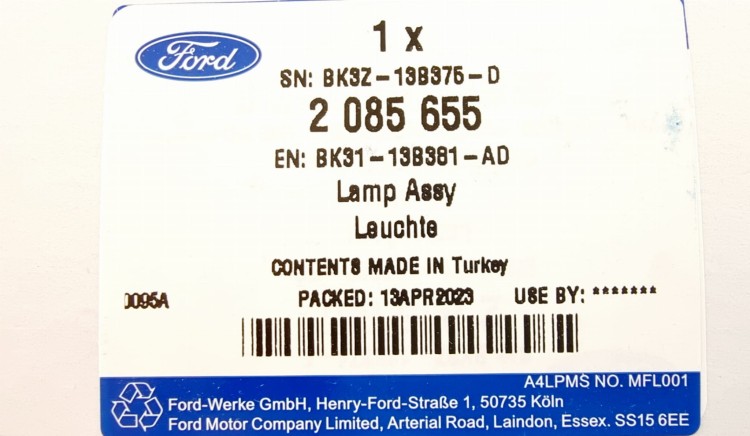 Ford
1 x
SN: BK3Z-13B375-D
2 085 655
EN: BK31-13B381-AD
Lamp Assy
Leuchte
CONTENTS MADE IN Turkey
0095A PACKED: 13APR2023 USE BY: *******
A4LPMS NO. MFL001
Ford-Werke GmbH, Henry-Ford-Straße 1, 50735 Köln
Ford Motor Company Limited, Arterial Road, Laindon, Essex. SS15 6EE